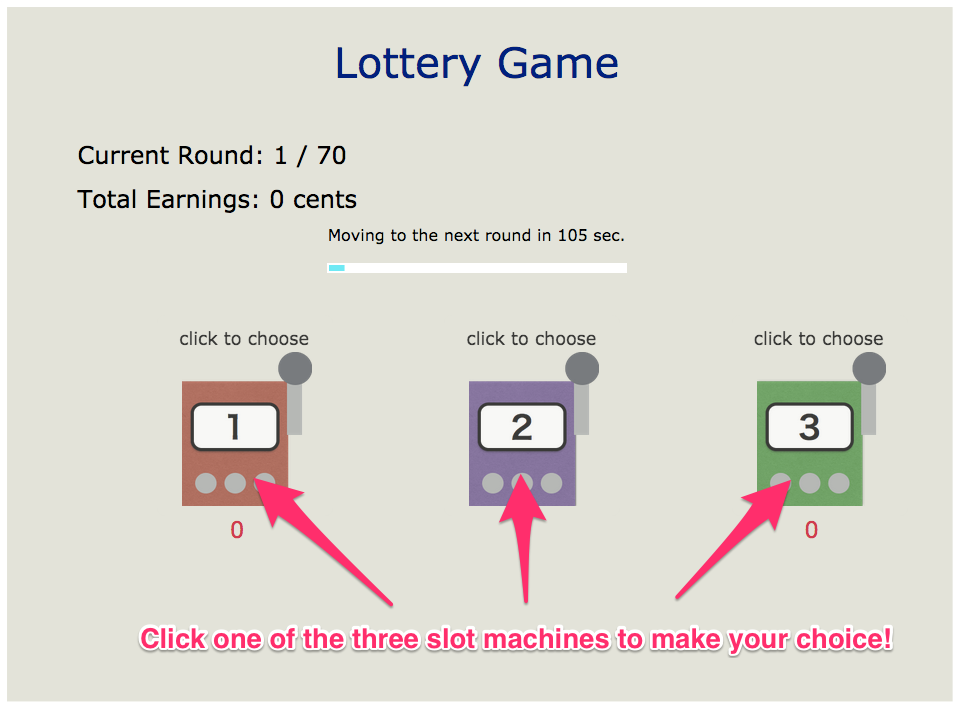 Lottery Game
Current Round: 1 / 70
Total Earnings: 0 cents
Moving to the next round in 105 sec.
click to choose click to choose click to choose
1 2 3
0 0
Click one of the three slot machines to make your choice!